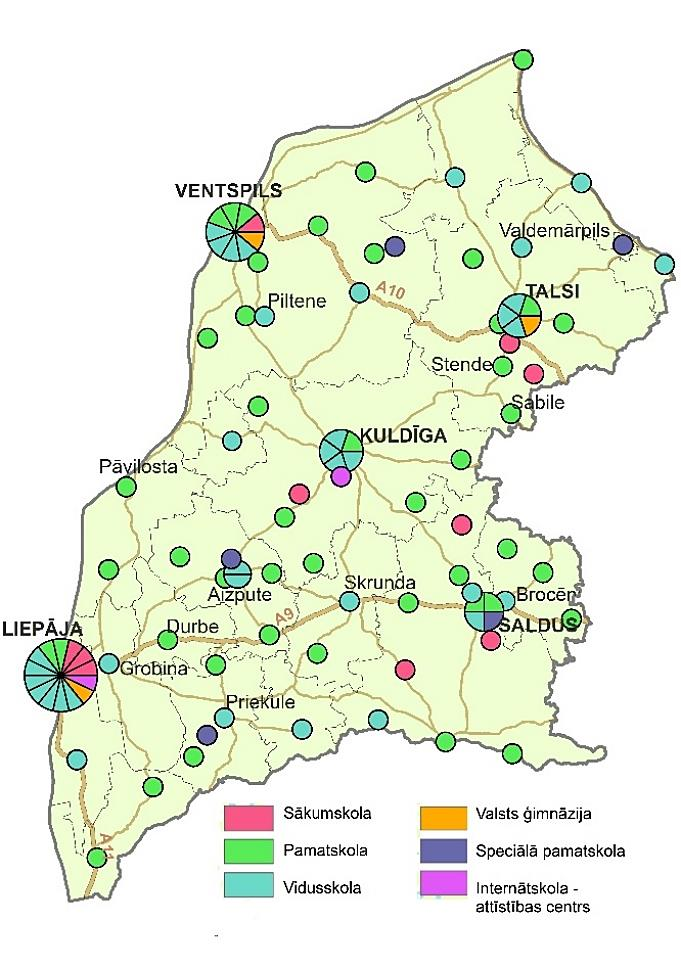 VENTSPILS
Valdemārpils
A10
TALSI
Piltene
Stende
Sabile
KULDĪGA
Pāvilosta
Skrunda
Aizpute
Brocēn
A9
SALDUS
LIEPĀJA
Durbe
Grobiņa
Priekule
Sākumskola
Pamatskola
Vidusskola
Valsts ģimnāzija
Speciālā pamatskola
Internātskola -
attīstības centrs